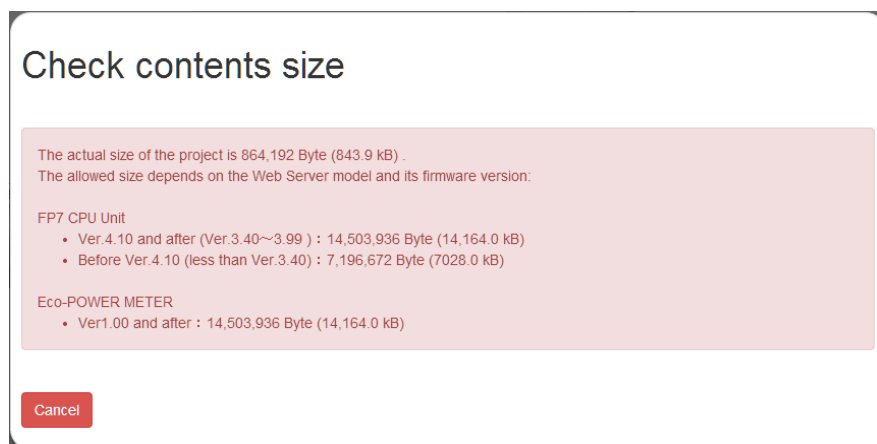 Check contents size
The actual size of the project is 864,192 Byte (843.9 kB) .
The allowed size depends on the Web Server model and its firmware version:
FP7 CPU Unit
• Ver.4.10 and after (Ver.3.40～3.99 )：14,503,936 Byte (14,164.0 kB)
• Before Ver.4.10 (less than Ver.3.40)：7,196,672 Byte (7028.0 kB)
Eco-POWER METER
• Ver1.00 and after：14,503,936 Byte (14,164.0 kB)
Cancel